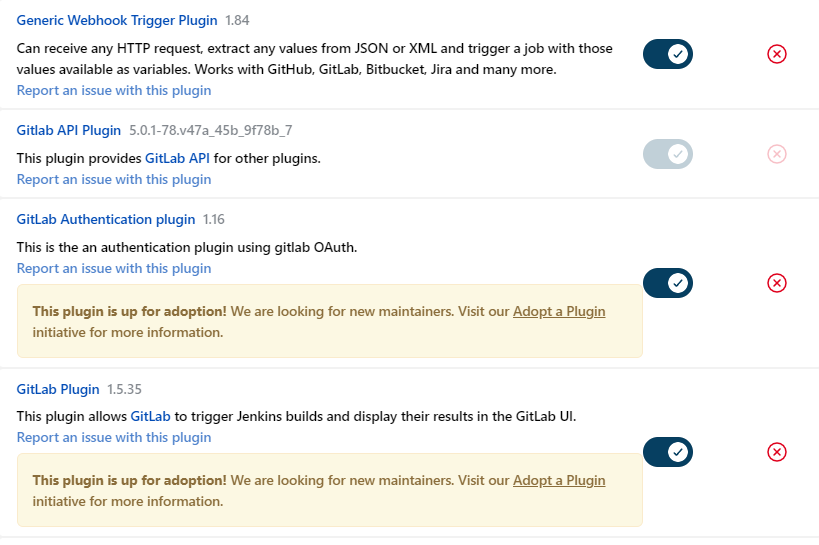 Generic Webhook Trigger Plugin 1.84
Can receive any HTTP request, extract any values from JSON or XML and trigger a job with those
values available as variables. Works with GitHub, GitLab, Bitbucket, Jira and many more.
Report an issue with this plugin
Gitlab API Plugin 5.0.1-78.v47a_45b_9f78b_7
This plugin provides GitLab API for other plugins.
Report an issue with this plugin
GitLab Authentication plugin 1.16
This is the an authentication plugin using gitlab OAuth.
Report an issue with this plugin
This plugin is up for adoption! We are looking for new maintainers. Visit our Adopt a Plugin
initiative for more information.
GitLab Plugin 1.5.35
This plugin allows GitLab to trigger Jenkins builds and display their results in the GitLab UI.
Report an issue with this plugin
This plugin is up for adoption! We are looking for new maintainers. Visit our Adopt a Plugin
initiative for more information.